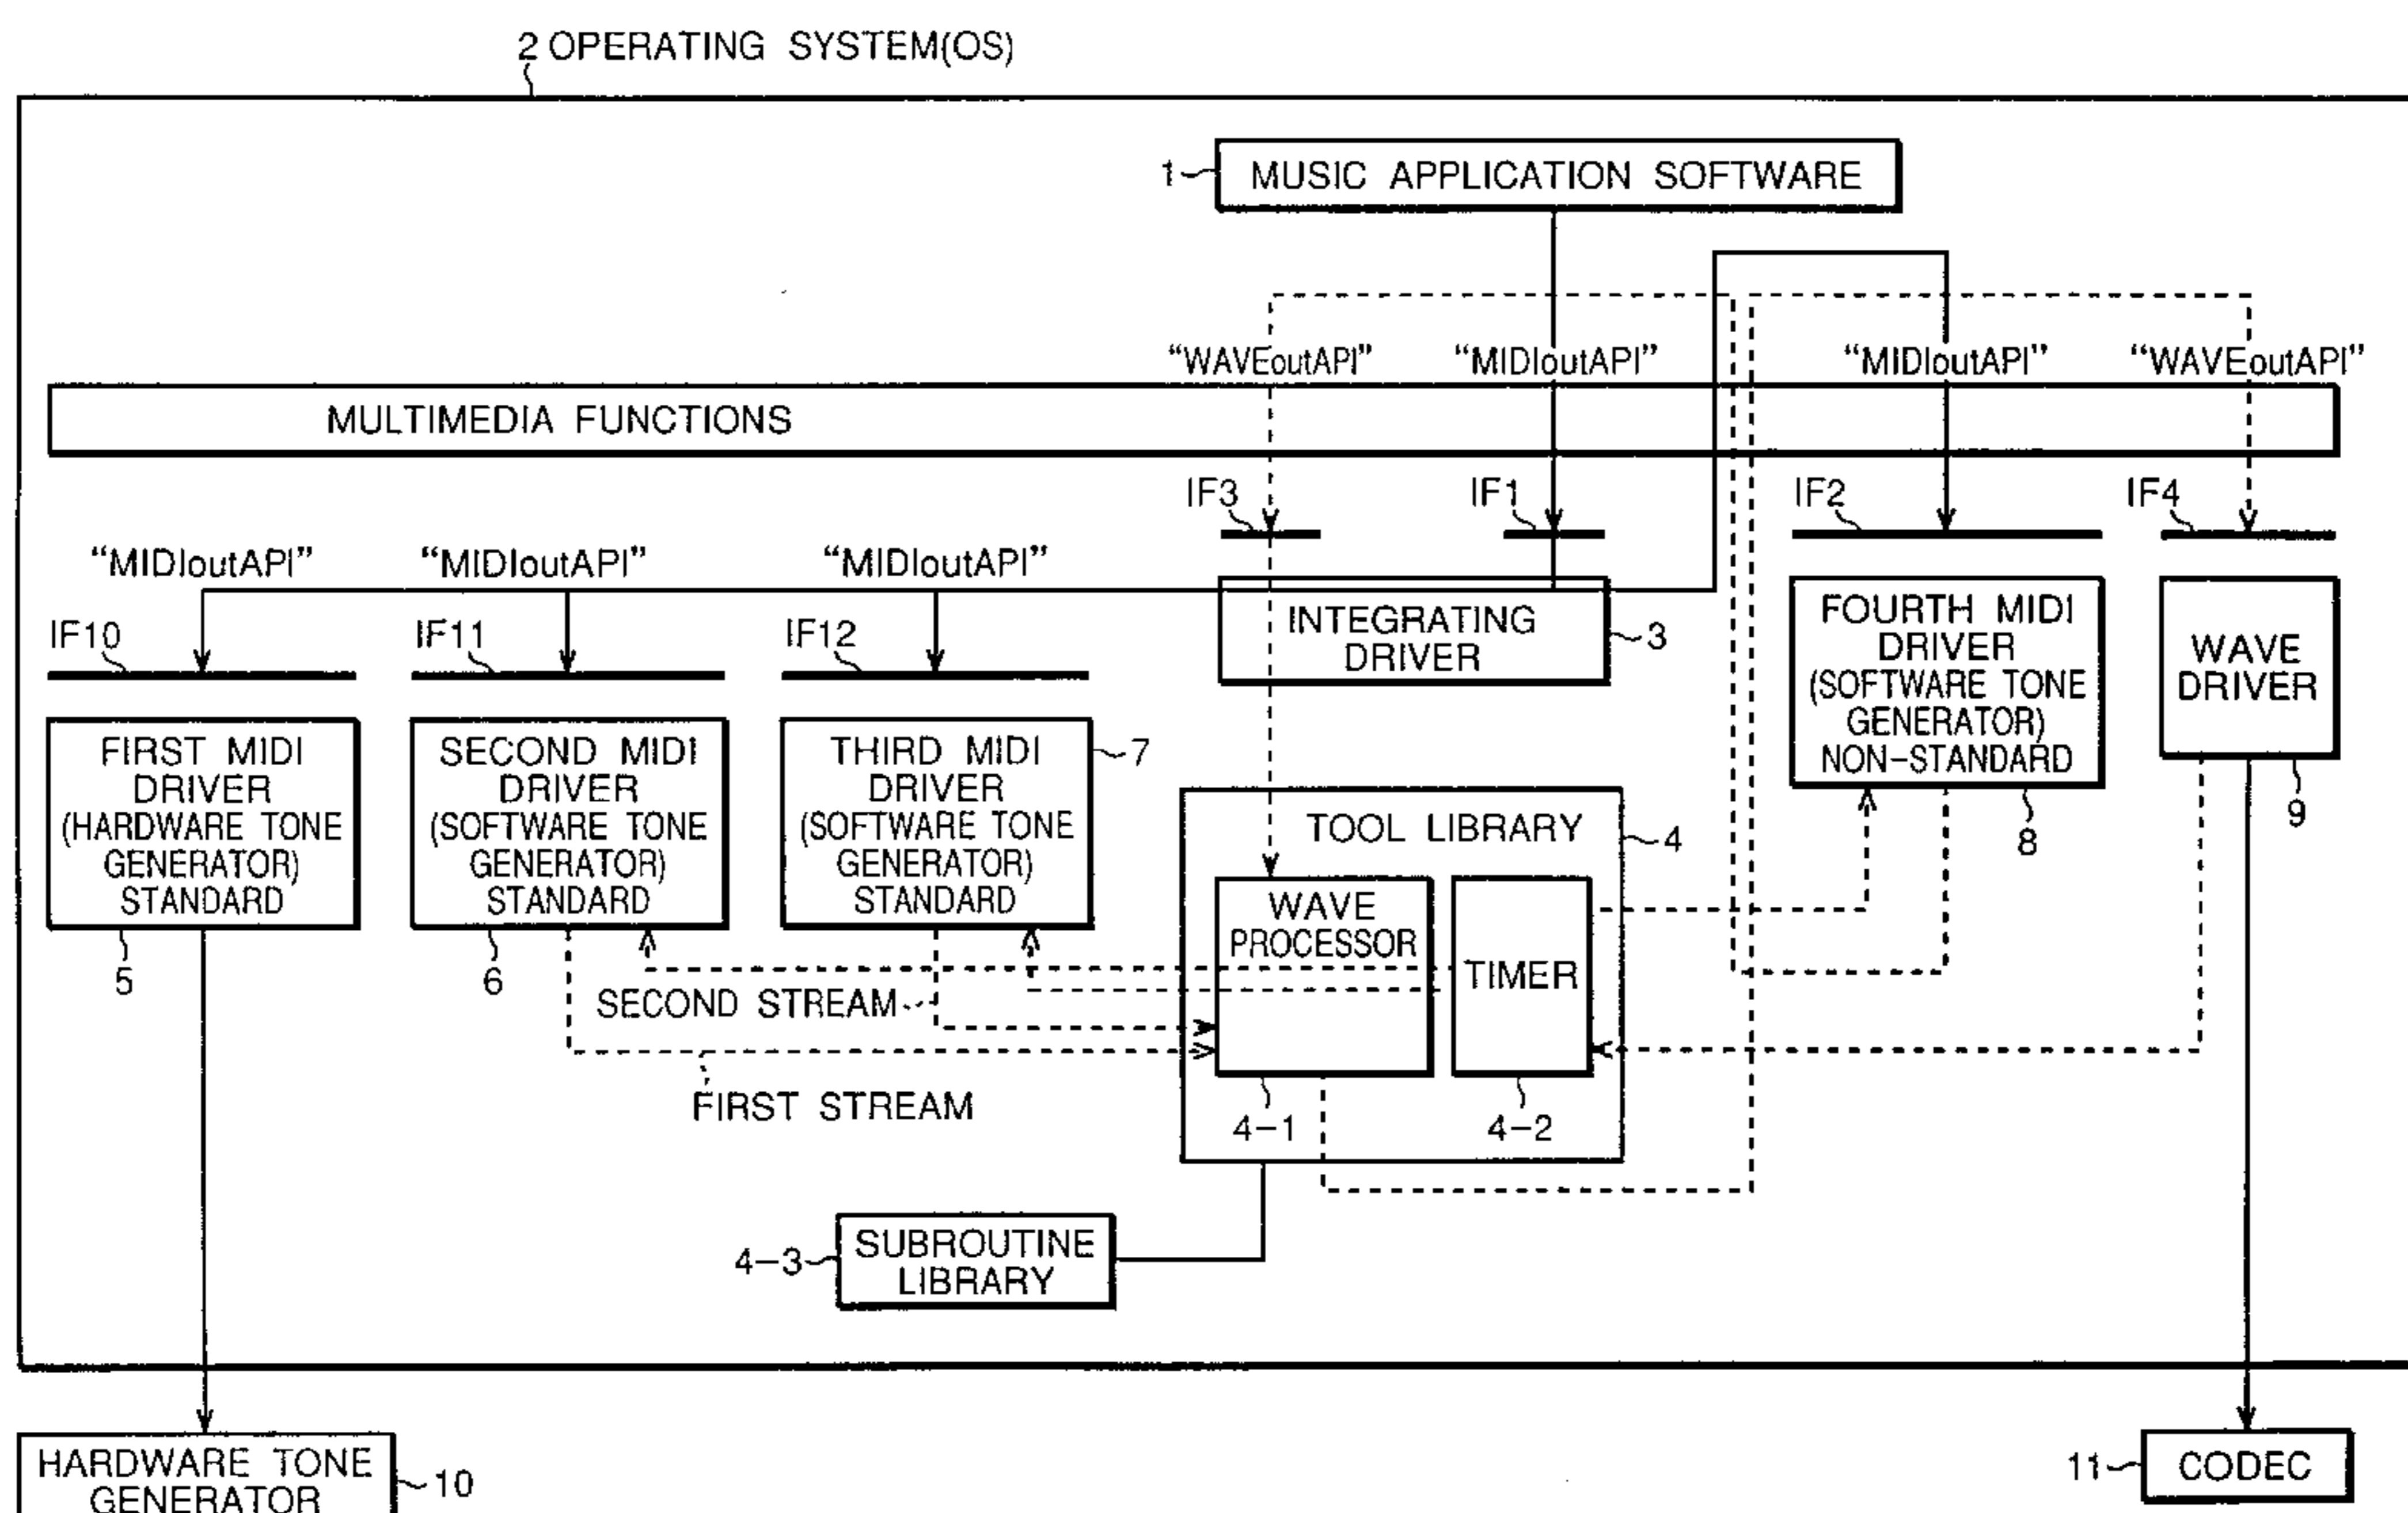 2 OPERATING SYSTEM(OS)
1 MUSIC APPLICATION SOFTWARE
“WAVEoutAPI” “MIDIoutAPI” “MIDIoutAPI” “WAVEoutAPI”
MULTIMEDIA FUNCTIONS
IF3 IF1 IF2 IF4
“MIDIoutAPI” “MIDIoutAPI” “MIDIoutAPI”
IF10 IF11 IF12
INTEGRATING
DRIVER
3
FOURTH MIDI
DRIVER
(SOFTWARE TONE
GENERATOR)
NON-STANDARD
8
WAVE
DRIVER
9
FIRST MIDI
DRIVER
(HARDWARE TONE
GENERATOR)
STANDARD
5
SECOND MIDI
DRIVER
(SOFTWARE TONE
GENERATOR)
STANDARD
6
THIRD MIDI
DRIVER
(SOFTWARE TONE
GENERATOR)
STANDARD
7
TOOL LIBRARY
4
WAVE
PROCESSOR
4-1
TIMER
4-2
SECOND STREAM
FIRST STREAM
4-3
SUBROUTINE
LIBRARY
HARDWARE TONE
GENERATOR
10
11 CODEC